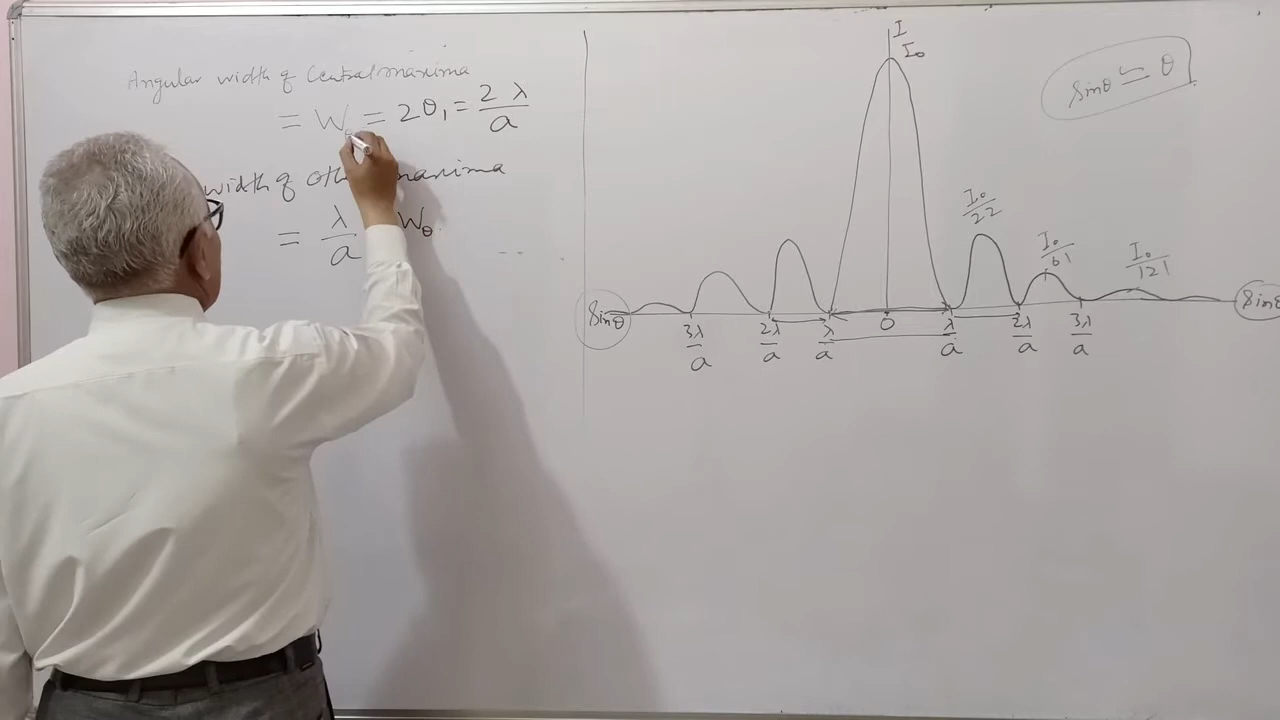 Angular width of Central maxima
= W₀ = 2θ₁ = 2λ/a
width of maxima
= λ/a W₀
I
I₀
Sinθ ≃ θ
I₀/22
I₀/61
I₀/121
Sinθ 3λ/a 2λ/a λ/a 0 λ/a 2λ/a 3λ/a Sinθ